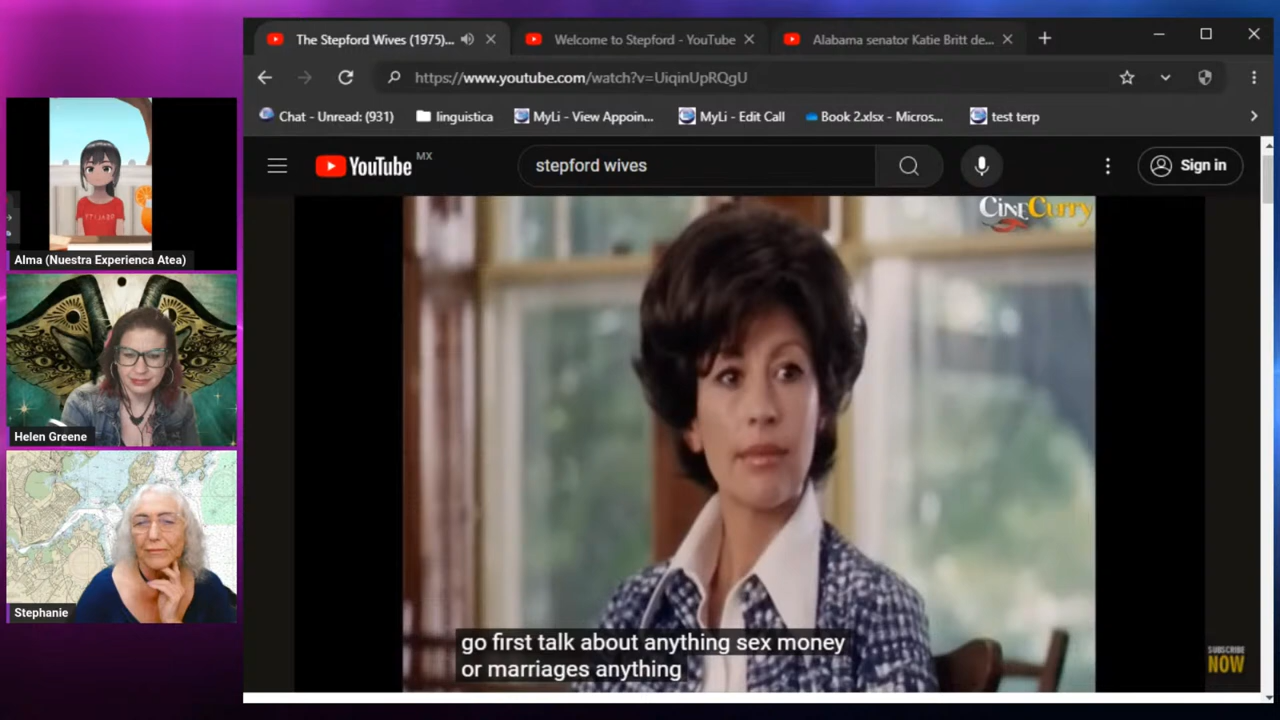 The Stepford Wives (1975)...
Welcome to Stepford - YouTube
Alabama senator Katie Britt de...
https://www.youtube.com/watch?v=UiqinUpRQgU
Chat - Unread: (931)
linguistica
MyLi - View Appoin...
MyLi - Edit Call
Book 2.xlsx - Micros...
test terp
YouTube MX
stepford wives
Sign in
CINECURRY
Alma (Nuestra Experienca Atea)
Helen Greene
Stephanie
go first talk about anything sex money
or marriages anything
SUBSCRIBE
NOW